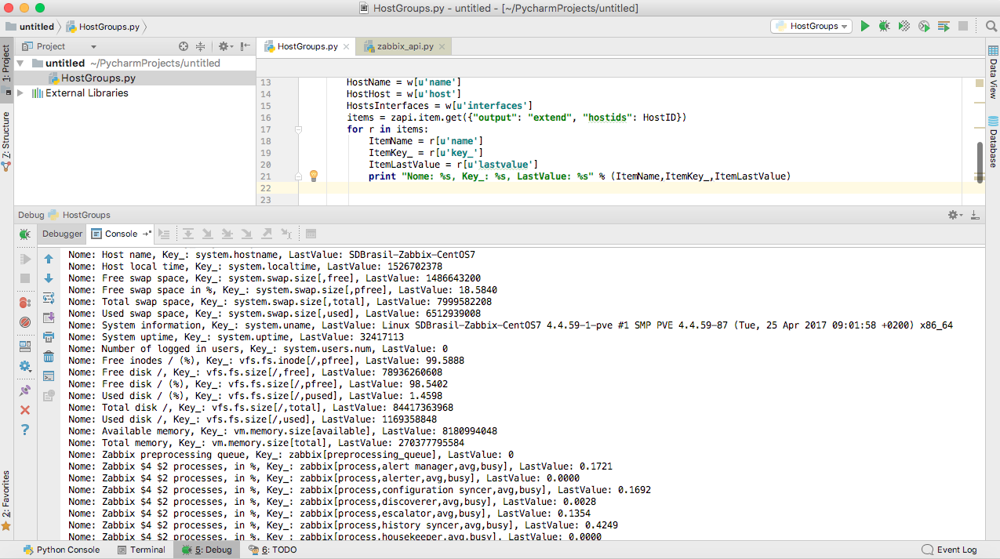 HostGroups.py - untitled - [~/PycharmProjects/untitled]
untitled
HostGroups.py
HostGroups
1: Project
Project
HostGroups.py
zabbix_api.py
untitled ~/PycharmProjects/untitled
HostGroups.py
External Libraries
7: Structure
2: Favorites
Data View
Database
13 HostName = w[u'name']
14 HostHost = w[u'host']
15 HostsInterfaces = w[u'interfaces']
16 items = zapi.item.get({"output": "extend", "hostids": HostID})
17 for r in items:
18 ItemName = r[u'name']
19 ItemKey_ = r[u'key_']
20 ItemLastValue = r[u'lastvalue']
21 print "Nome: %s, Key_: %s, LastValue: %s" % (ItemName,ItemKey_,ItemLastValue)
22
23
Debug HostGroups
Debugger
Console
Nome: Host name, Key_: system.hostname, LastValue: SDBrasil-Zabbix-CentOS7
Nome: Host local time, Key_: system.localtime, LastValue: 1526702378
Nome: Free swap space, Key_: system.swap.size[,free], LastValue: 1486643200
Nome: Free swap space in %, Key_: system.swap.size[,pfree], LastValue: 18.5840
Nome: Total swap space, Key_: system.swap.size[,total], LastValue: 7999582208
Nome: Used swap space, Key_: system.swap.size[,used], LastValue: 6512939008
Nome: System information, Key_: system.uname, LastValue: Linux SDBrasil-Zabbix-CentOS7 4.4.59-1-pve #1 SMP PVE 4.4.59-87 (Tue, 25 Apr 2017 09:01:58 +0200) x86_64
Nome: System uptime, Key_: system.uptime, LastValue: 32417113
Nome: Number of logged in users, Key_: system.users.num, LastValue: 0
Nome: Free inodes / (%), Key_: vfs.fs.inode[/,pfree], LastValue: 99.5888
Nome: Free disk /, Key_: vfs.fs.size[/,free], LastValue: 78936260608
Nome: Free disk / (%), Key_: vfs.fs.size[/,pfree], LastValue: 98.5402
Nome: Used disk / (%), Key_: vfs.fs.size[/,pused], LastValue: 1.4598
Nome: Total disk /, Key_: vfs.fs.size[/,total], LastValue: 84417363968
Nome: Used disk /, Key_: vfs.fs.size[/,used], LastValue: 1169358848
Nome: Available memory, Key_: vm.memory.size[available], LastValue: 8180994048
Nome: Total memory, Key_: vm.memory.size[total], LastValue: 270377795584
Nome: Zabbix preprocessing queue, Key_: zabbix[preprocessing_queue], LastValue: 0
Nome: Zabbix $4 $2 processes, in %, Key_: zabbix[process,alert manager,avg,busy], LastValue: 0.1721
Nome: Zabbix $4 $2 processes, in %, Key_: zabbix[process,alerter,avg,busy], LastValue: 0.0000
Nome: Zabbix $4 $2 processes, in %, Key_: zabbix[process,configuration syncer,avg,busy], LastValue: 0.1692
Nome: Zabbix $4 $2 processes, in %, Key_: zabbix[process,discoverer,avg,busy], LastValue: 0.0028
Nome: Zabbix $4 $2 processes, in %, Key_: zabbix[process,escalator,avg,busy], LastValue: 0.1354
Nome: Zabbix $4 $2 processes, in %, Key_: zabbix[process,history syncer,avg,busy], LastValue: 0.4249
Nome: Zabbix $4 $2 processes, in %, Key_: zabbix[process,housekeeper,avg,busy], LastValue: 0.0000
Python Console
Terminal
5: Debug
6: TODO
Event Log